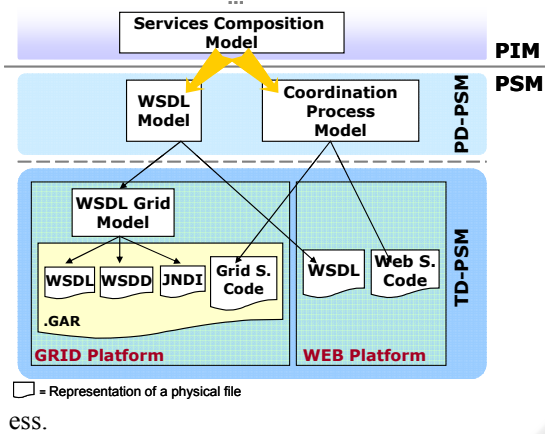 ...
Services Composition
Model
PIM
PSM
WSDL
Model
Coordination
Process
Model
PD-PSM
WSDL Grid
Model
WSDL
WSDD
JNDI
Grid S.
Code
.GAR
GRID Platform
WSDL
Web S.
Code
WEB Platform
TD-PSM
= Representation of a physical file
ess.